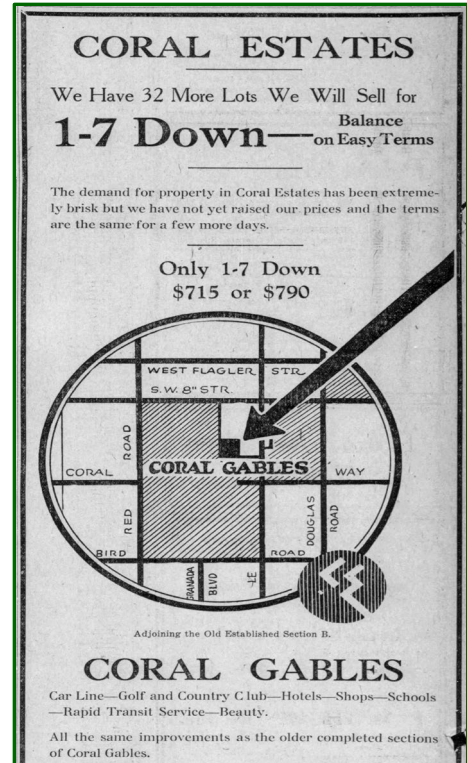 CORAL ESTATES
We Have 32 More Lots We Will Sell for
1-7 Down—
Balance
on Easy Terms
The demand for property in Coral Estates has been extreme-
ly brisk but we have not yet raised our prices and the terms
are the same for a few more days.
Only 1-7 Down
$715 or $790
WEST FLAGLER STR.
S.W. 8" STR.
CORAL GABLES
CORAL WAY
RED ROAD
DOUGLAS ROAD
BIRD ROAD
GRANADA BLVD
-LE
Adjoining the Old Established Section B.
CORAL GABLES
Car Line—Golf and Country Club—Hotels—Shops—Schools
—Rapid Transit Service—Beauty.
All the same improvements as the older completed sections
of Coral Gables.